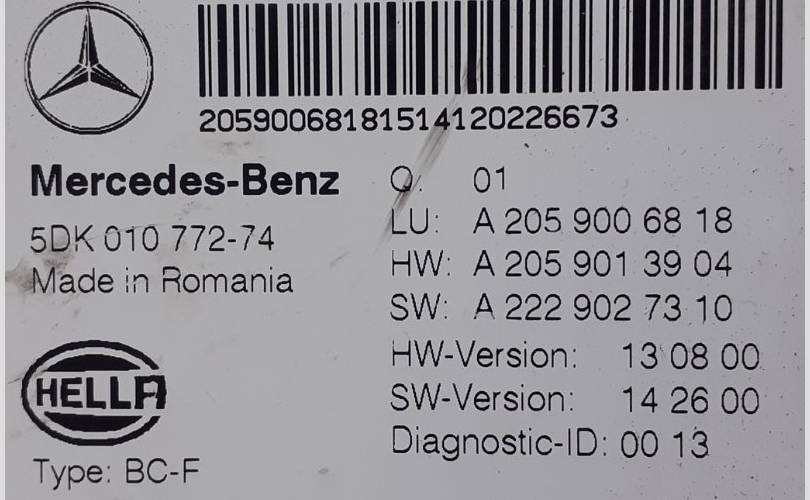 20590068181514120226673
Mercedes-Benz
5DK 010 772-74
Made in Romania
Q. 01
LU: A 205 900 68 18
HW: A 205 901 39 04
SW: A 222 902 73 10
HW-Version: 13 08 00
SW-Version: 14 26 00
Diagnostic-ID: 00 13
HELLA
Type: BC-F